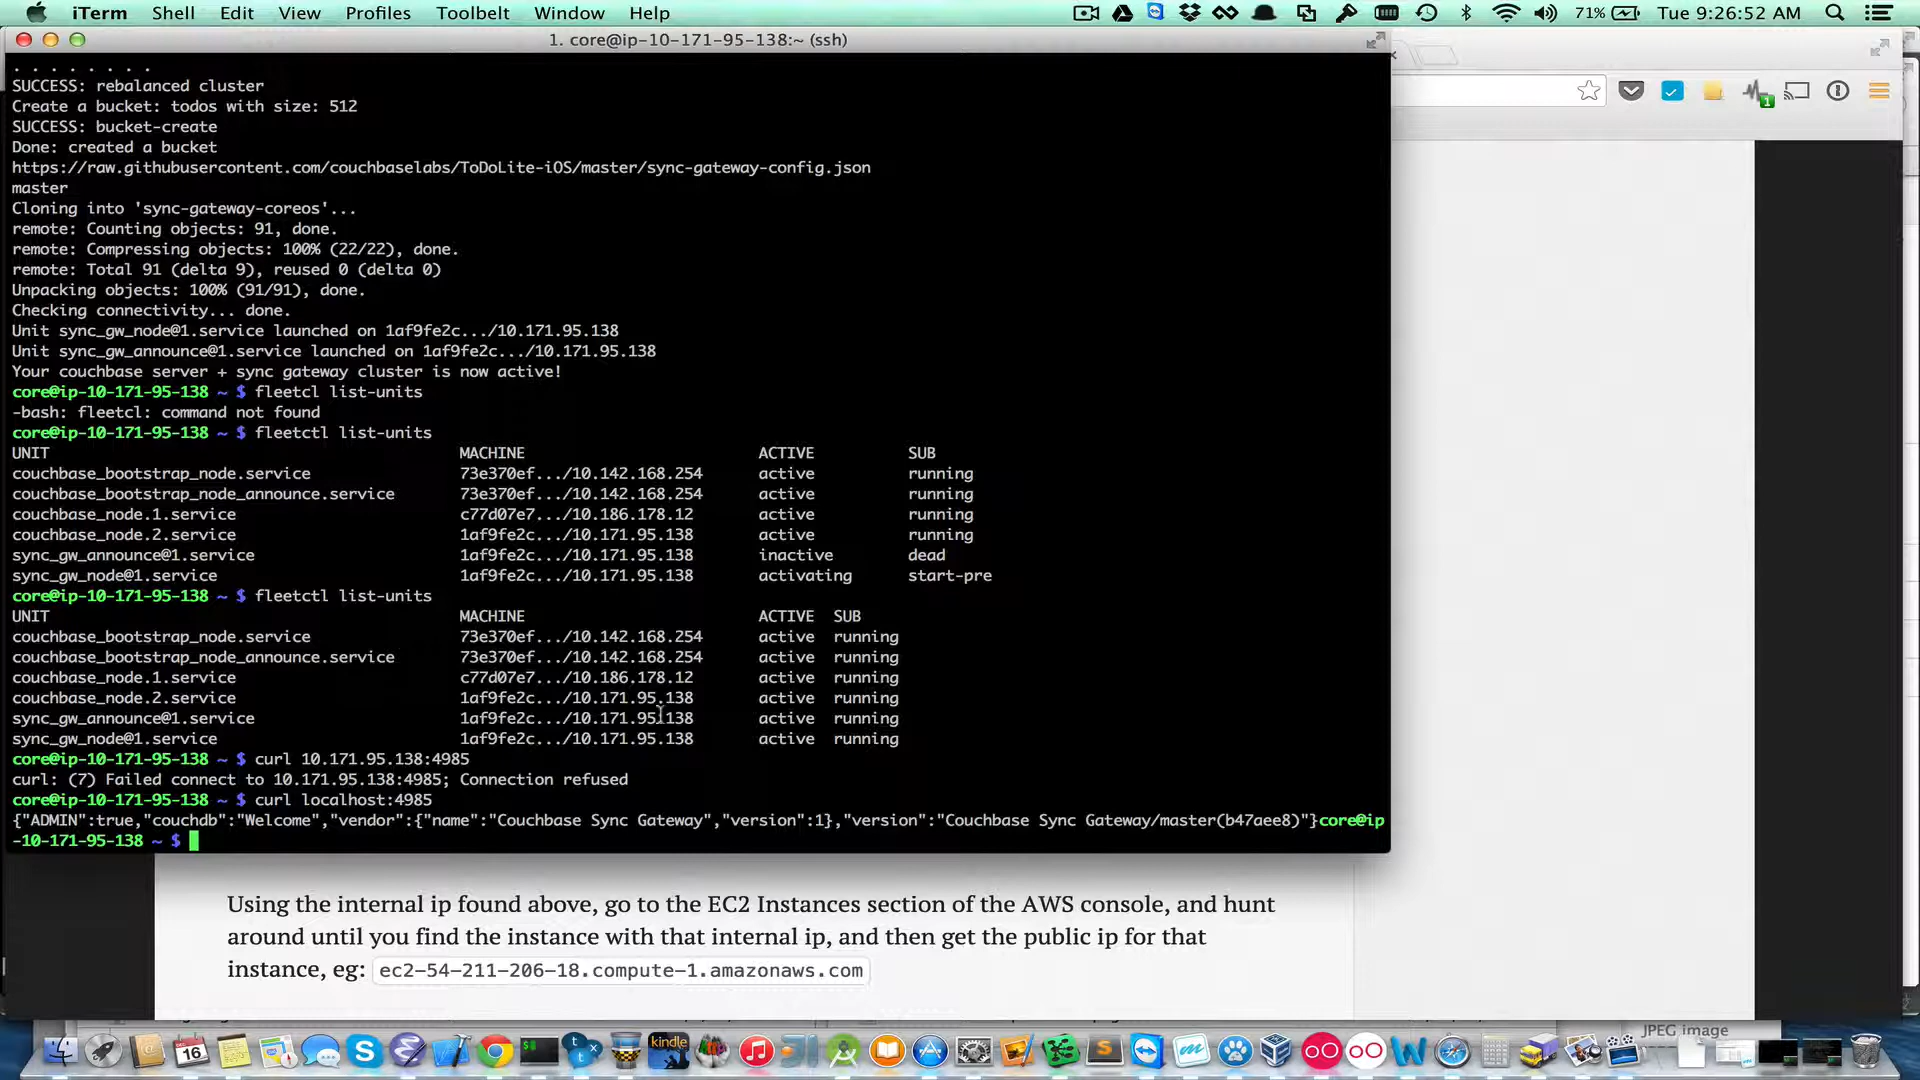 iTerm Shell Edit View Profiles Toolbelt Window Help 71% Tue 9:26:52 AM
1. core@ip-10-171-95-138:~ (ssh)
. . . . . . . .
SUCCESS: rebalanced cluster
Create a bucket: todos with size: 512
SUCCESS: bucket-create
Done: created a bucket
https://raw.githubusercontent.com/couchbaselabs/ToDoLite-iOS/master/sync-gateway-config.json
master
Cloning into 'sync-gateway-coreos'...
remote: Counting objects: 91, done.
remote: Compressing objects: 100% (22/22), done.
remote: Total 91 (delta 9), reused 0 (delta 0)
Unpacking objects: 100% (91/91), done.
Checking connectivity... done.
Unit sync_gw_node@1.service launched on 1af9fe2c.../10.171.95.138
Unit sync_gw_announce@1.service launched on 1af9fe2c.../10.171.95.138
Your couchbase server + sync gateway cluster is now active!
core@ip-10-171-95-138 ~ $ fleetcl list-units
-bash: fleetcl: command not found
core@ip-10-171-95-138 ~ $ fleetctl list-units
UNIT MACHINE ACTIVE SUB
couchbase_bootstrap_node.service 73e370ef.../10.142.168.254 active running
couchbase_bootstrap_node_announce.service 73e370ef.../10.142.168.254 active running
couchbase_node.1.service c77d07e7.../10.186.178.12 active running
couchbase_node.2.service 1af9fe2c.../10.171.95.138 active running
sync_gw_announce@1.service 1af9fe2c.../10.171.95.138 inactive dead
sync_gw_node@1.service 1af9fe2c.../10.171.95.138 activating start-pre
core@ip-10-171-95-138 ~ $ fleetctl list-units
UNIT MACHINE ACTIVE SUB
couchbase_bootstrap_node.service 73e370ef.../10.142.168.254 active running
couchbase_bootstrap_node_announce.service 73e370ef.../10.142.168.254 active running
couchbase_node.1.service c77d07e7.../10.186.178.12 active running
couchbase_node.2.service 1af9fe2c.../10.171.95.138 active running
sync_gw_announce@1.service 1af9fe2c.../10.171.95.138 active running
sync_gw_node@1.service 1af9fe2c.../10.171.95.138 active running
core@ip-10-171-95-138 ~ $ curl 10.171.95.138:4985
curl: (7) Failed connect to 10.171.95.138:4985; Connection refused
core@ip-10-171-95-138 ~ $ curl localhost:4985
{"ADMIN":true,"couchdb":"Welcome","vendor":{"name":"Couchbase Sync Gateway","version":1},"version":"Couchbase Sync Gateway/master(b47aee8)"}core@ip
-10-171-95-138 ~ $
Using the internal ip found above, go to the EC2 Instances section of the AWS console, and hunt
around until you find the instance with that internal ip, and then get the public ip for that
instance, eg: ec2-54-211-206-18.compute-1.amazonaws.com
JPEG image
kindle
16
1